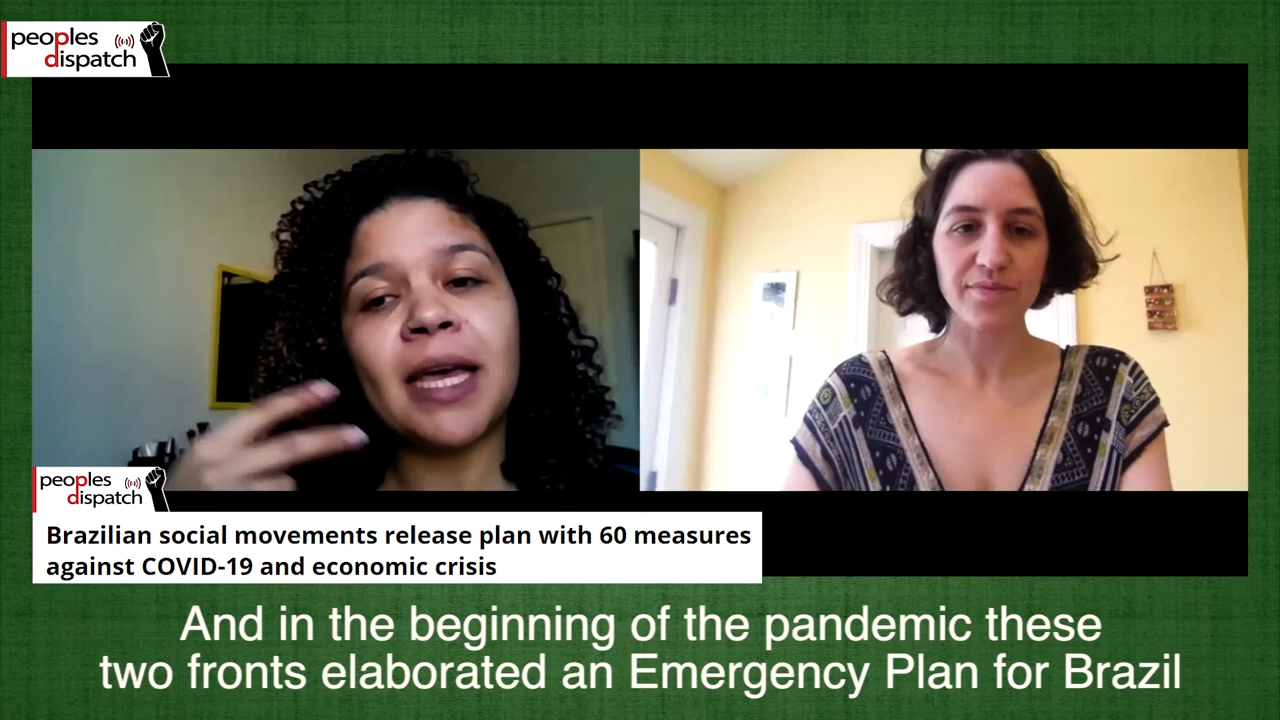 peoples
dispatch
peoples
dispatch
Brazilian social movements release plan with 60 measures
against COVID-19 and economic crisis
And in the beginning of the pandemic these
two fronts elaborated an Emergency Plan for Brazil